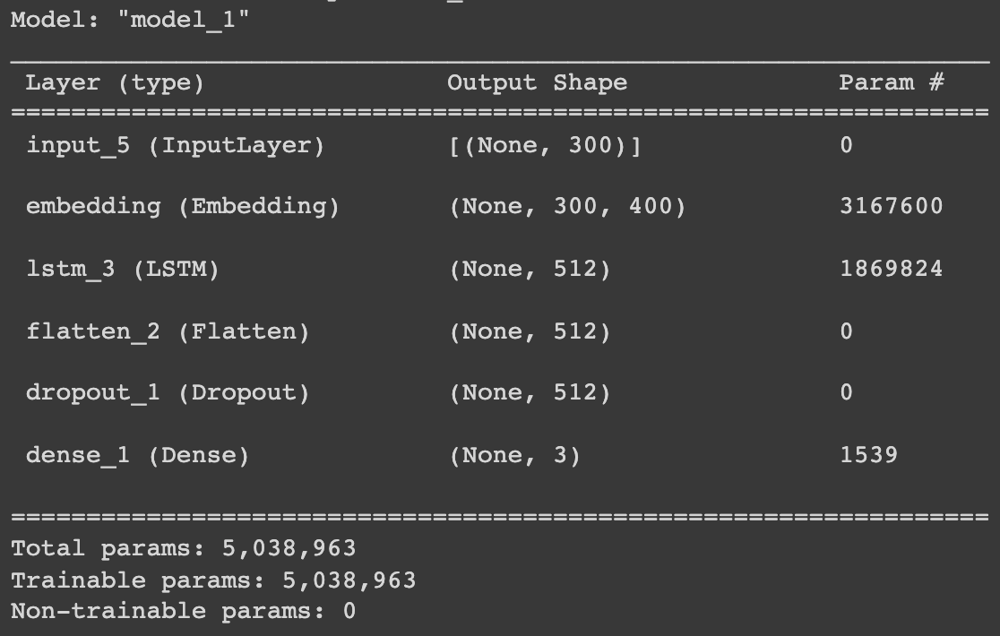 Model: "model_1"
Layer (type) Output Shape Param #
input_5 (InputLayer) [(None, 300)] 0
embedding (Embedding) (None, 300, 400) 3167600
lstm_3 (LSTM) (None, 512) 1869824
flatten_2 (Flatten) (None, 512) 0
dropout_1 (Dropout) (None, 512) 0
dense_1 (Dense) (None, 3) 1539
Total params: 5,038,963
Trainable params: 5,038,963
Non-trainable params: 0